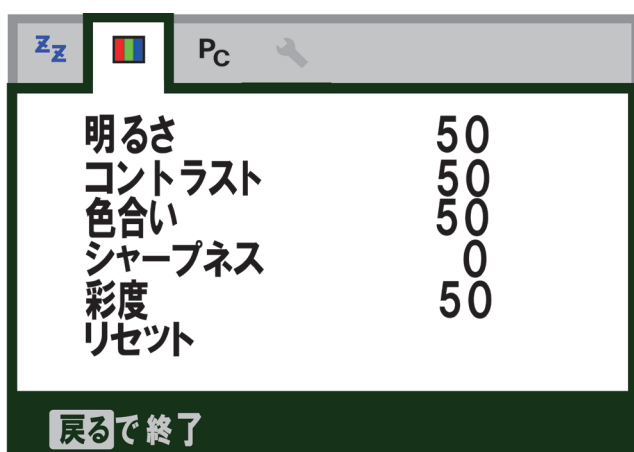 ZZ PC
明るさ 50
コントラスト 50
色合い 50
シャープネス 0
彩度 50
リセット
戻るで終了